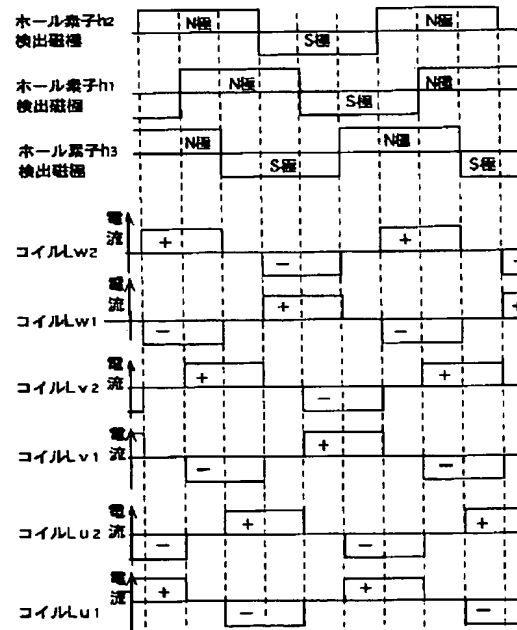 ホール素子h2
検出磁極
N極
S極
N極
ホール素子h1
検出磁極
N極
S極
N極
ホール素子h3
検出磁極
N極
S極
N極
S極
電流
コイルLw2
+
−
+
−
電流
コイルLw1
−
+
−
+
電流
コイルLv2
+
−
+
電流
コイルLv1
−
+
−
電流
コイルLu2
−
+
−
+
電流
コイルLu1
+
−
+
−